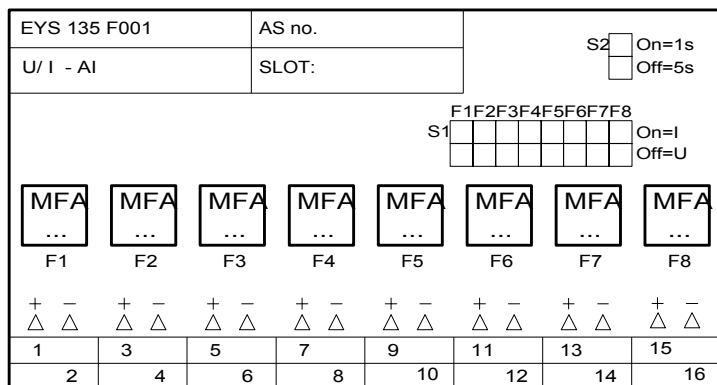 EYS 135 F001 AS no.
S2 On=1s
U/ I - AI SLOT: Off=5s
F1F2F3F4F5F6F7F8
S1 On=I
Off=U
MFA MFA MFA MFA MFA MFA MFA MFA
... ... ... ... ... ... ... ...
F1 F2 F3 F4 F5 F6 F7 F8
+ − + − + − + − + − + − + − + −
1 3 5 7 9 11 13 15
2 4 6 8 10 12 14 16